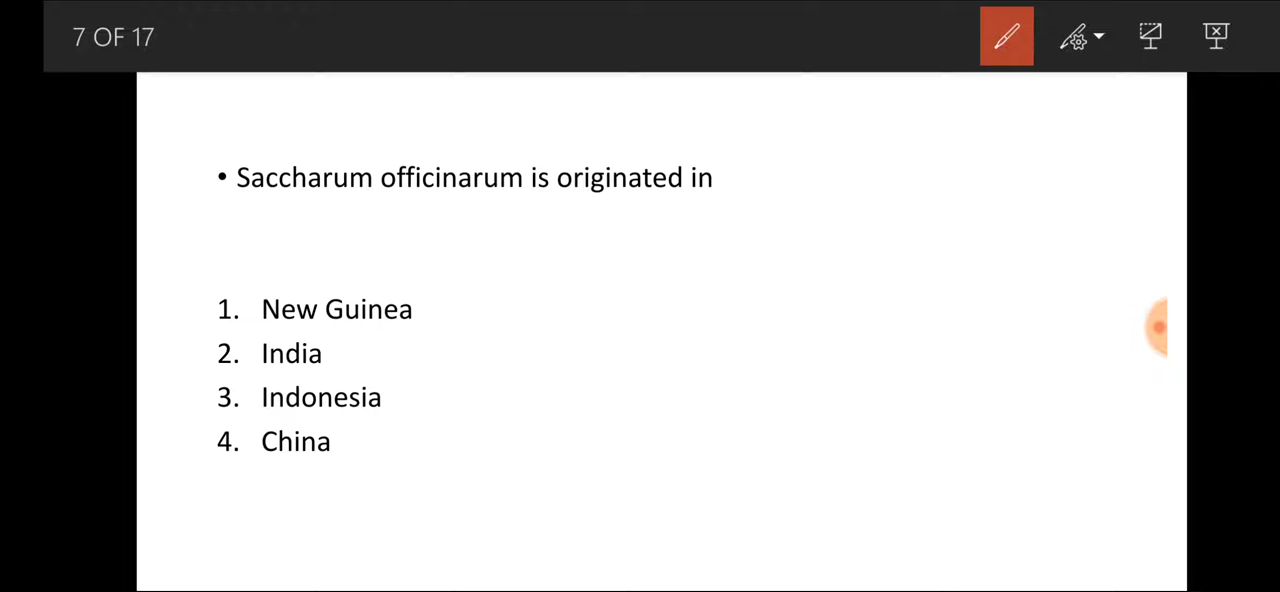 7 OF 17
• Saccharum officinarum is originated in
1. New Guinea
2. India
3. Indonesia
4. China